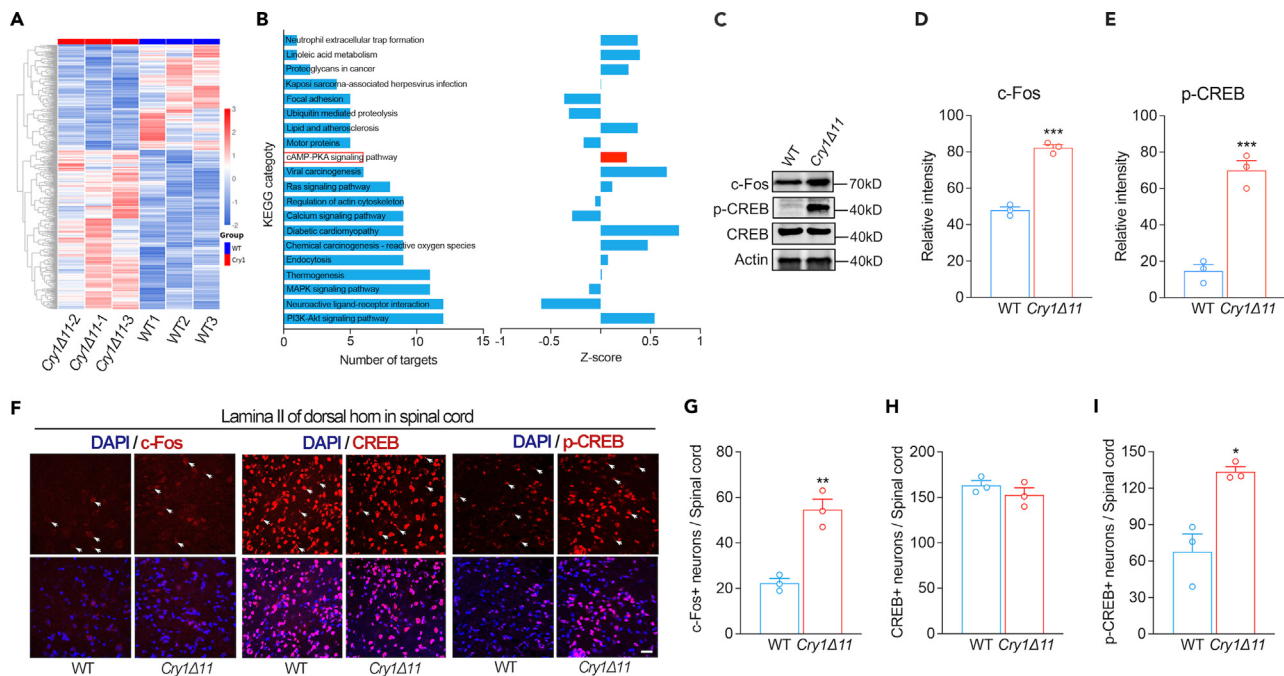 A
3
2
1
0
-1
-2
Group
WT
Cry1
Cry1Δ11-2
Cry1Δ11-1
Cry1Δ11-3
WT1
WT2
WT3
B
KEGG categoty
Neutrophil extracellular trap formation
Linoleic acid metabolism
Proteoglycans in cancer
Kaposi sarcoma-associated herpesvirus infection
Focal adhesion
Ubiquitin mediated proteolysis
Lipid and atherosclerosis
Motor proteins
cAMP-PKA signaling pathway
Viral carcinogenesis
Ras signaling pathway
Regulation of actin cytoskeleton
Calcium signaling pathway
Diabetic cardiomyopathy
Chemical carcinogenesis - reactive oxygen species
Endocytosis
Thermogenesis
MAPK signaling pathway
Neuroactive ligand-receptor interaction
PI3K-Akt signaling pathway
0 5 10 15
Number of targets
-1 -0.5 0 0.5 1
Z-score
C
WT Cry1Δ11
c-Fos 70kD
p-CREB 40kD
CREB 40kD
Actin 40kD
D
c-Fos
Relative intensity
100
80
60
40
20
0
***
WT Cry1Δ11
E
p-CREB
Relative intensity
100
80
60
40
20
0
***
WT Cry1Δ11
F
Lamina II of dorsal horn in spinal cord
DAPI / c-Fos DAPI / CREB DAPI / p-CREB
WT Cry1Δ11 WT Cry1Δ11 WT Cry1Δ11
G
c-Fos+ neurons / Spinal cord
80
60
40
20
0
**
WT Cry1Δ11
H
CREB+ neurons / Spinal cord
200
150
100
50
0
WT Cry1Δ11
I
p-CREB+ neurons / Spinal cord
150
120
90
60
30
0
*
WT Cry1Δ11